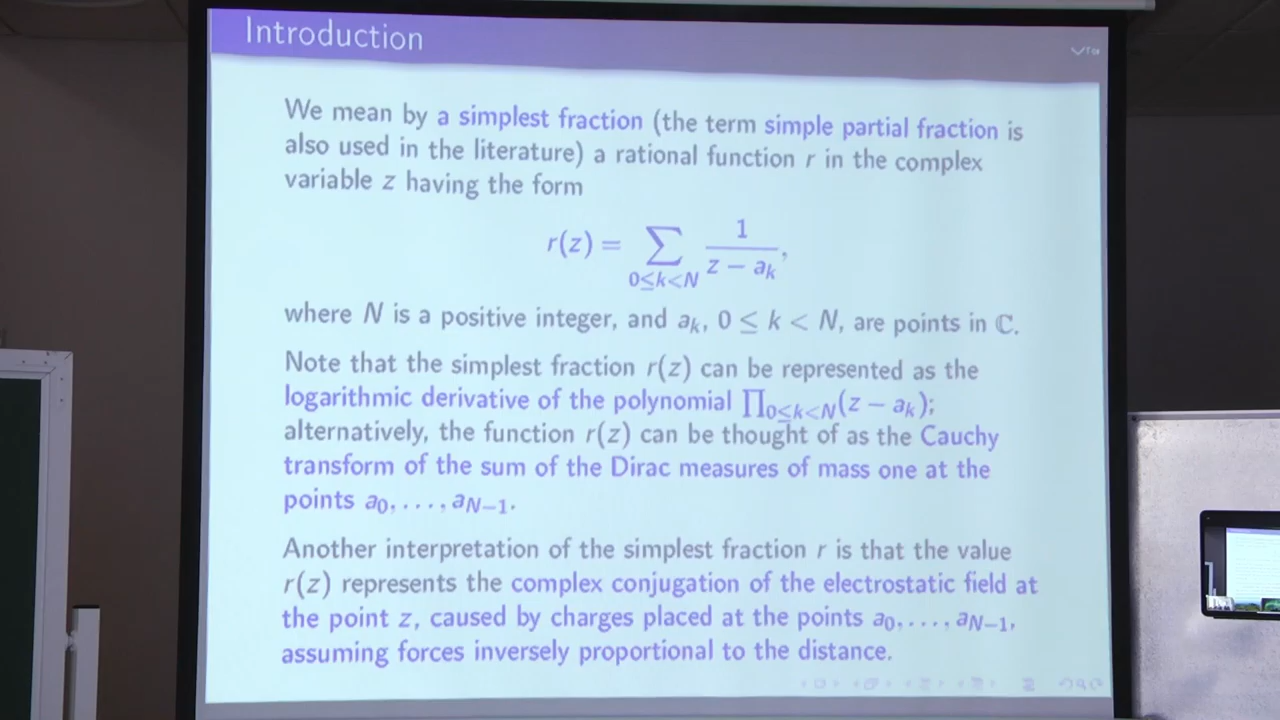 Introduction
We mean by a simplest fraction (the term simple partial fraction is
also used in the literature) a rational function r in the complex
variable z having the form
r(z) = ∑_{0≤k<N} 1/(z − a_k),
where N is a positive integer, and a_k, 0 ≤ k < N, are points in ℂ.
Note that the simplest fraction r(z) can be represented as the
logarithmic derivative of the polynomial ∏_{0≤k<N}(z − a_k);
alternatively, the function r(z) can be thought of as the Cauchy
transform of the sum of the Dirac measures of mass one at the
points a_0, . . . , a_{N−1}.
Another interpretation of the simplest fraction r is that the value
r(z) represents the complex conjugation of the electrostatic field at
the point z, caused by charges placed at the points a_0, . . . , a_{N−1},
assuming forces inversely proportional to the distance.